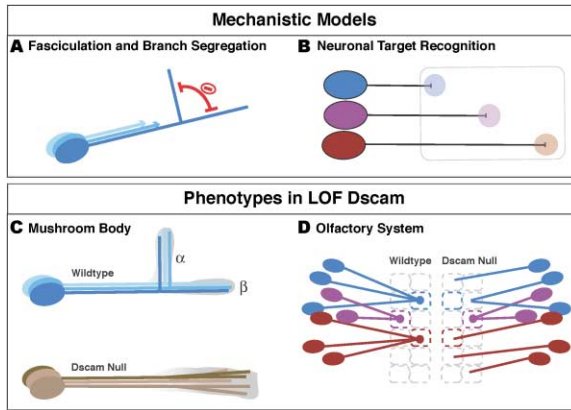 Mechanistic Models
A Fasciculation and Branch Segregation
B Neuronal Target Recognition
Θ
Phenotypes in LOF Dscam
C Mushroom Body
Wildtype
α
β
Dscam Null
D Olfactory System
Wildtype Dscam Null